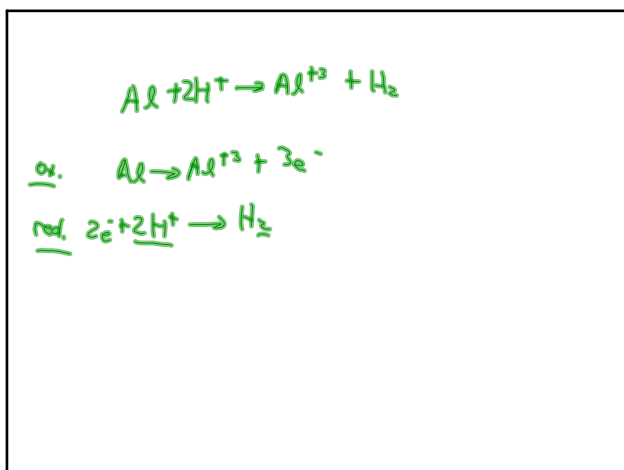 Al + 2H⁺ → Al⁺³ + H₂
ox. Al → Al⁺³ + 3e⁻
red. 2e⁻ + 2H⁺ → H₂